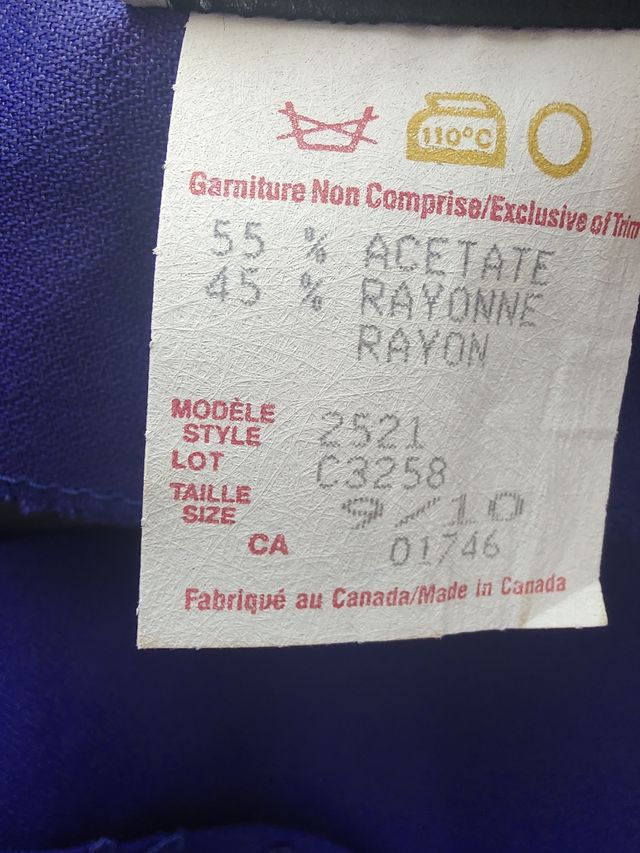 110°C
Garniture Non Comprise/Exclusive of Trim
55 % ACETATE
45 % RAYONNE
RAYON
MODÈLE
STYLE 2521
LOT C3258
TAILLE
SIZE 9/10
CA 01746
Fabriqué au Canada/Made in Canada